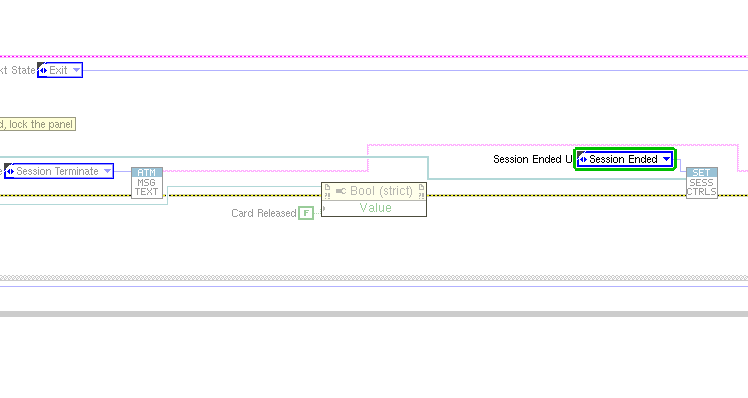 xt State Exit
d, lock the panel
Session Ended U Session Ended
Session Terminate
ATM
MSG
TEXT
SET
SESS
CTRLS
Bool (strict)
Value
Card Released F